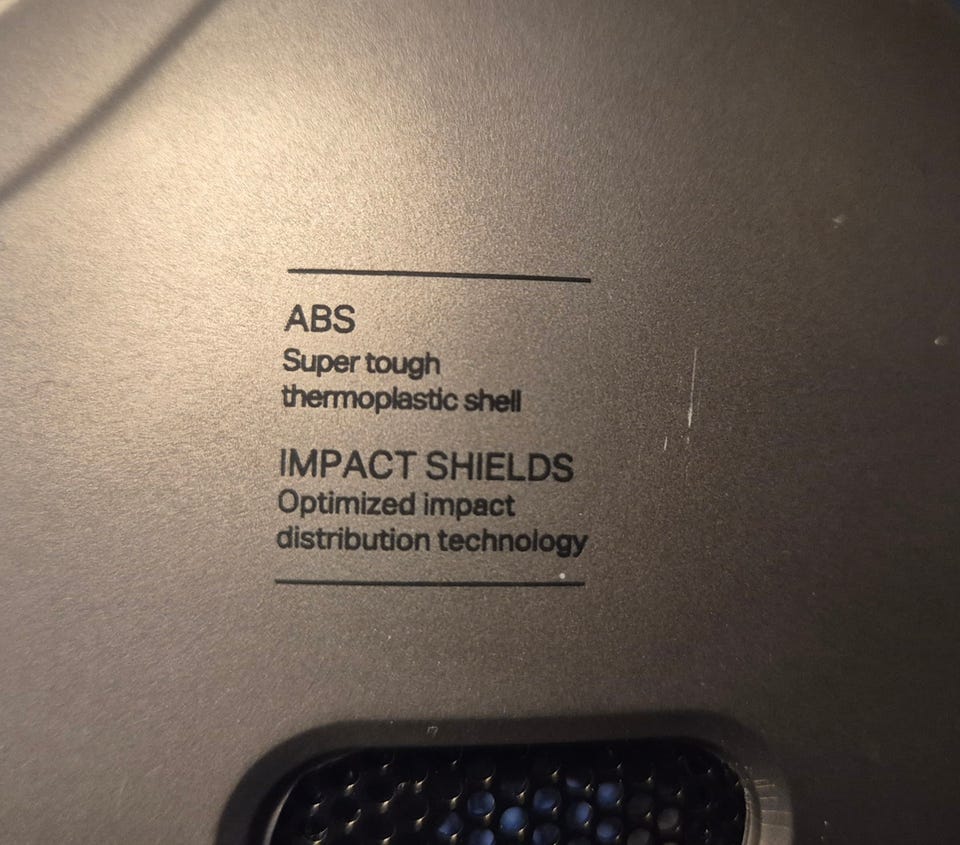 ABS
Super tough
thermoplastic shell
IMPACT SHIELDS
Optimized impact
distribution technology